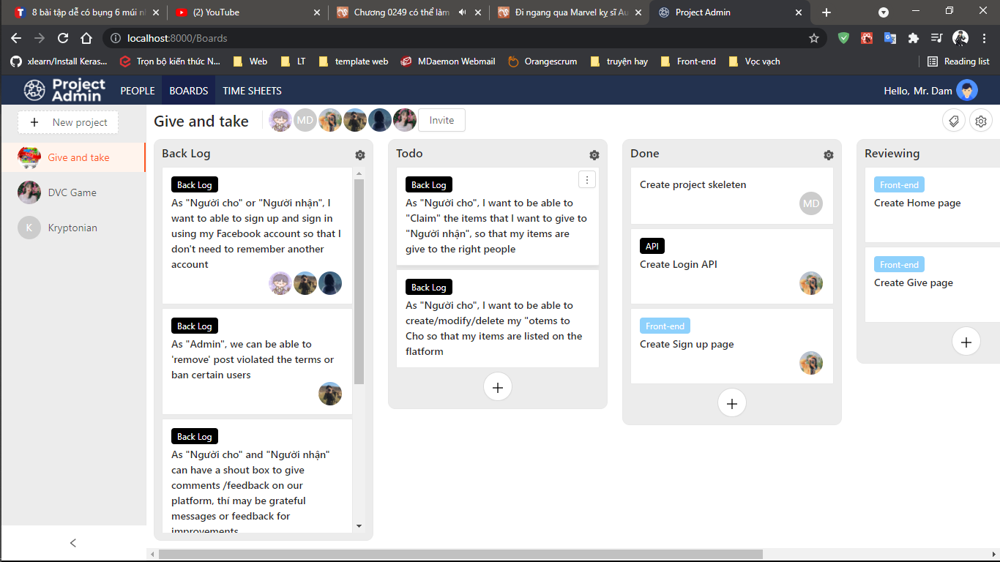 8 bài tập dễ có bụng 6 múi nh
(2) YouTube
Chương 0249 có thể làm
Đi ngang qua Marvel kỵ sĩ Au
Project Admin
localhost:8000/Boards
xlearn/Install Keras...
Trọn bộ kiến thức N...
Web
LT
template web
MDaemon Webmail
Orangescrum
truyện hay
Front-end
Vọc vạch
Reading list
Project
Admin
PEOPLE
BOARDS
TIME SHEETS
Hello, Mr. Dam
New project
Give and take
DVC Game
K
Kryptonian
Give and take
MD
Invite
Back Log
Back Log
As "Người cho" or "Người nhận", I
want to able to sign up and sign in
using my Facebook account so that I
don't need to remember another
account
Back Log
As "Admin", we can be able to
'remove' post violated the terms or
ban certain users
Back Log
As "Người cho" and "Người nhận"
can have a shout box to give
comments /feedback on our
platform, thí may be grateful
messages or feedback for
improvements
Todo
Back Log
As "Người cho", I want to be able to
"Claim" the items that I want to give to
"Người nhận", so that my items are
give to the right people
Back Log
As "Người cho", I want to be able to
create/modify/delete my "otems to
Cho so that my items are listed on the
flatform
Done
Create project skeleten
MD
API
Create Login API
Front-end
Create Sign up page
Reviewing
Front-end
Create Home page
Front-end
Create Give page